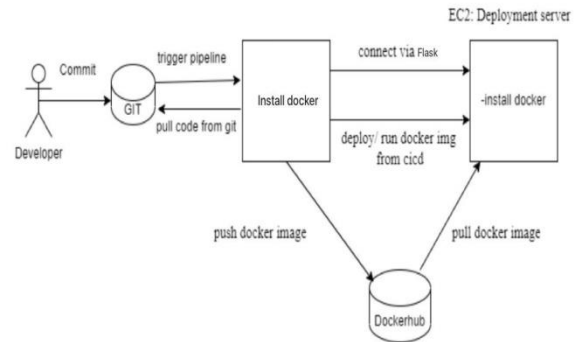 EC2: Deployment server
Commit
trigger pipeline
connect via Flask
GIT
Install docker
-install docker
pull code from git
Developer
deploy/ run docker img
from cicd
push docker image
pull docker image
Dockerhub